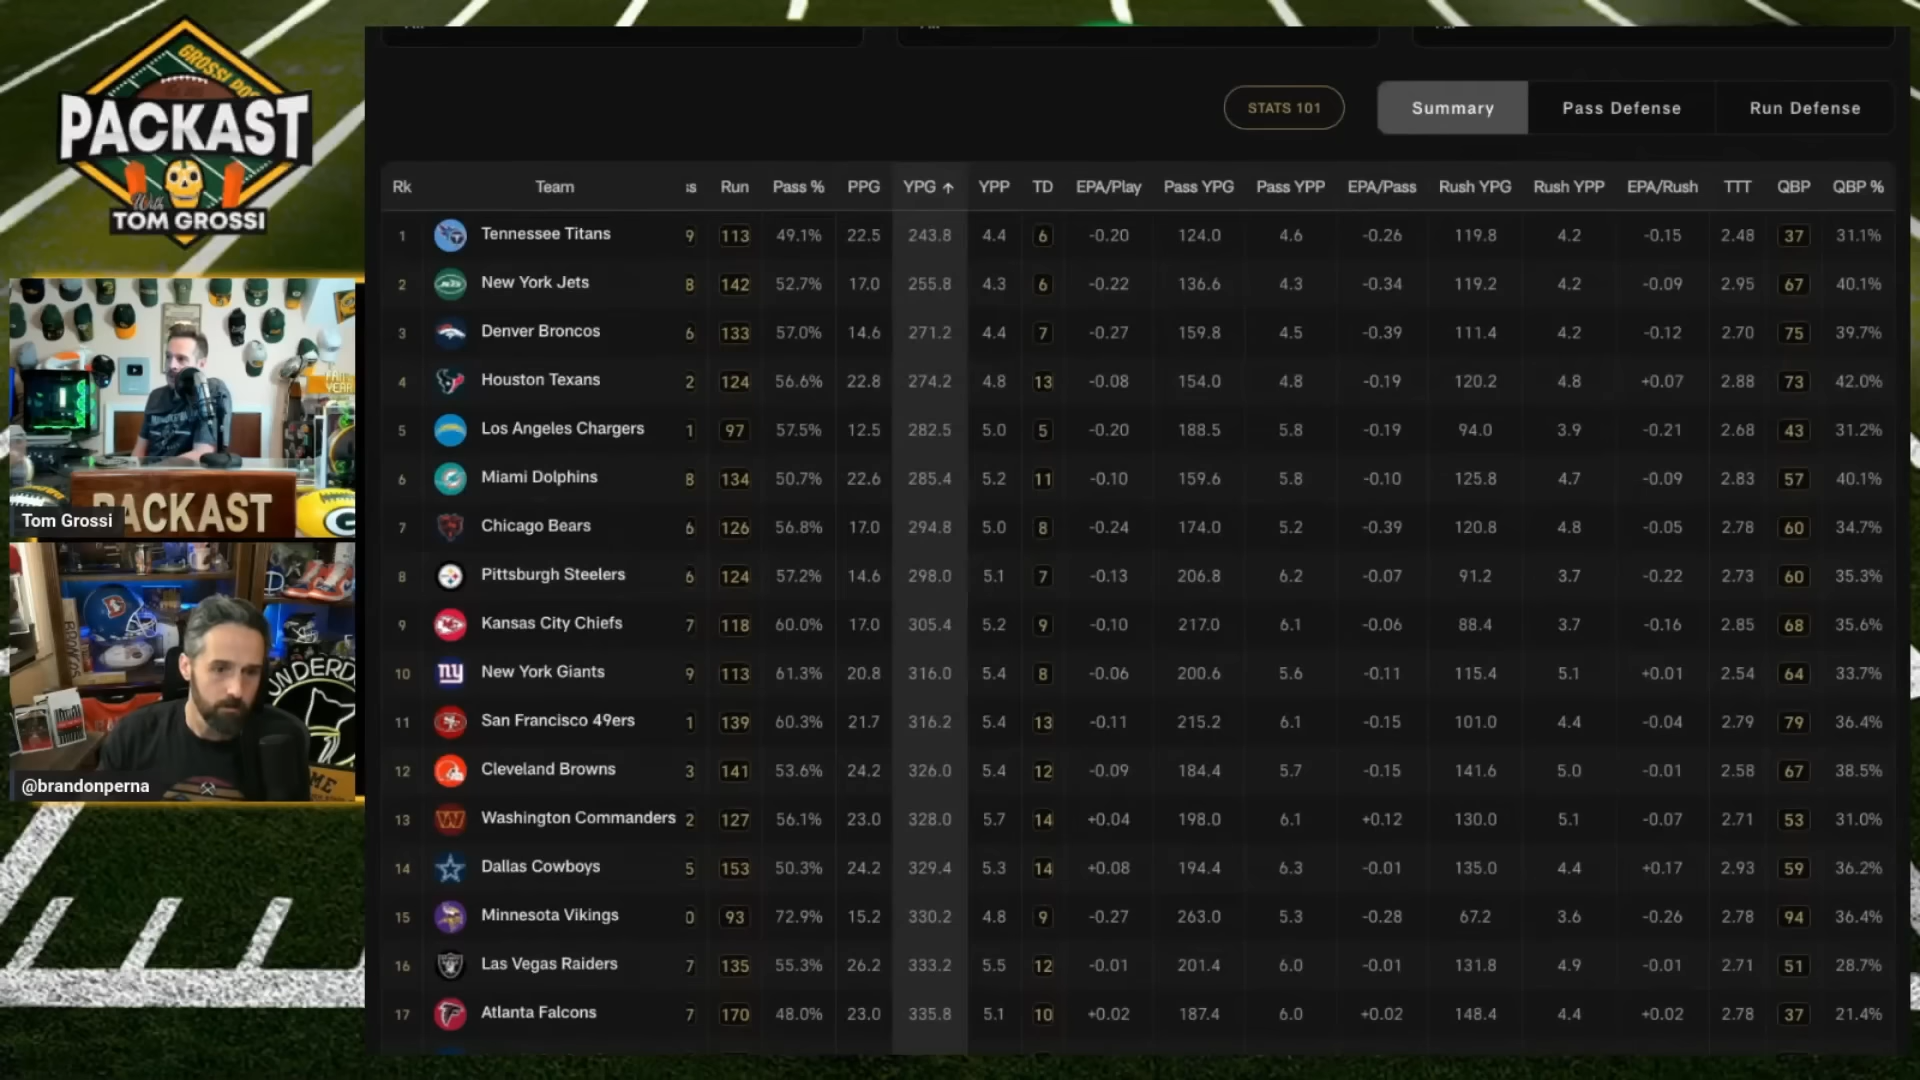 GROSSI POS
PACKAST
With
TOM GROSSI
STATS 101
Summary
Pass Defense
Run Defense
Rk Team s Run Pass % PPG YPG ↑ YPP TD EPA/Play Pass YPG Pass YPP EPA/Pass Rush YPG Rush YPP EPA/Rush TTT QBP QBP %
1 Tennessee Titans 9 113 49.1% 22.5 243.8 4.4 6 -0.20 124.0 4.6 -0.26 119.8 4.2 -0.15 2.48 37 31.1%
2 New York Jets 8 142 52.7% 17.0 255.8 4.3 6 -0.22 136.6 4.3 -0.34 119.2 4.2 -0.09 2.95 67 40.1%
3 Denver Broncos 6 133 57.0% 14.6 271.2 4.4 7 -0.27 159.8 4.5 -0.39 111.4 4.2 -0.12 2.70 75 39.7%
4 Houston Texans 2 124 56.6% 22.8 274.2 4.8 13 -0.08 154.0 4.8 -0.19 120.2 4.8 +0.07 2.88 73 42.0%
5 Los Angeles Chargers 1 97 57.5% 12.5 282.5 5.0 5 -0.20 188.5 5.8 -0.19 94.0 3.9 -0.21 2.68 43 31.2%
6 Miami Dolphins 8 134 50.7% 22.6 285.4 5.2 11 -0.10 159.6 5.8 -0.10 125.8 4.7 -0.09 2.83 57 40.1%
7 Chicago Bears 6 126 56.8% 17.0 294.8 5.0 8 -0.24 174.0 5.2 -0.39 120.8 4.8 -0.05 2.78 60 34.7%
8 Pittsburgh Steelers 6 124 57.2% 14.6 298.0 5.1 7 -0.13 206.8 6.2 -0.07 91.2 3.7 -0.22 2.73 60 35.3%
9 Kansas City Chiefs 7 118 60.0% 17.0 305.4 5.2 9 -0.10 217.0 6.1 -0.06 88.4 3.7 -0.16 2.85 68 35.6%
10 New York Giants 9 113 61.3% 20.8 316.0 5.4 8 -0.06 200.6 5.6 -0.11 115.4 5.1 +0.01 2.54 64 33.7%
11 San Francisco 49ers 1 139 60.3% 21.7 316.2 5.4 13 -0.11 215.2 6.1 -0.15 101.0 4.4 -0.04 2.79 79 36.4%
12 Cleveland Browns 3 141 53.6% 24.2 326.0 5.4 12 -0.09 184.4 5.7 -0.15 141.6 5.0 -0.01 2.58 67 38.5%
13 Washington Commanders 2 127 56.1% 23.0 328.0 5.7 14 +0.04 198.0 6.1 +0.12 130.0 5.1 -0.07 2.71 53 31.0%
14 Dallas Cowboys 5 153 50.3% 24.2 329.4 5.3 14 +0.08 194.4 6.3 -0.01 135.0 4.4 +0.17 2.93 59 36.2%
15 Minnesota Vikings 0 93 72.9% 15.2 330.2 4.8 9 -0.27 263.0 5.3 -0.28 67.2 3.6 -0.26 2.78 94 36.4%
16 Las Vegas Raiders 7 135 55.3% 26.2 333.2 5.5 12 -0.01 201.4 6.0 -0.01 131.8 4.9 -0.01 2.71 51 28.7%
17 Atlanta Falcons 7 170 48.0% 23.0 335.8 5.1 10 +0.02 187.4 6.0 +0.02 148.4 4.4 +0.02 2.78 37 21.4%
PACKAST
Tom Grossi
UNDERD
@brandonperna